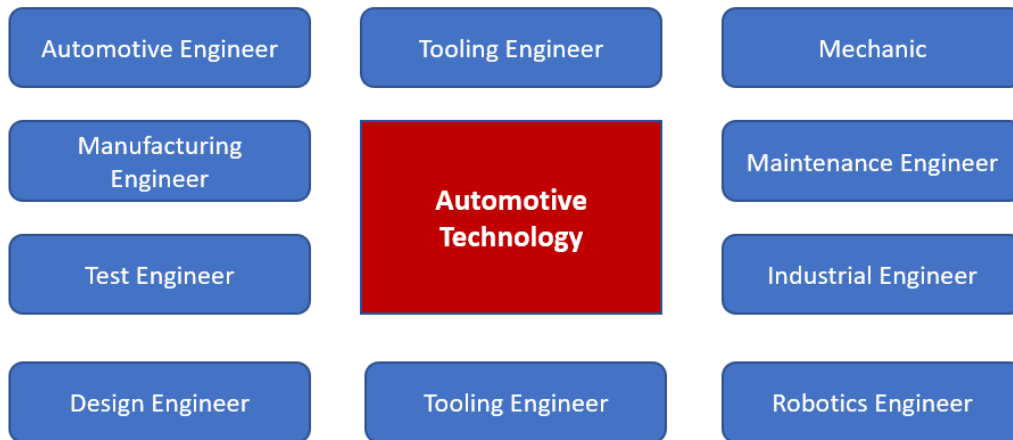 Automotive Engineer
Tooling Engineer
Mechanic
Manufacturing
Engineer
Automotive
Technology
Maintenance Engineer
Test Engineer
Industrial Engineer
Design Engineer
Tooling Engineer
Robotics Engineer